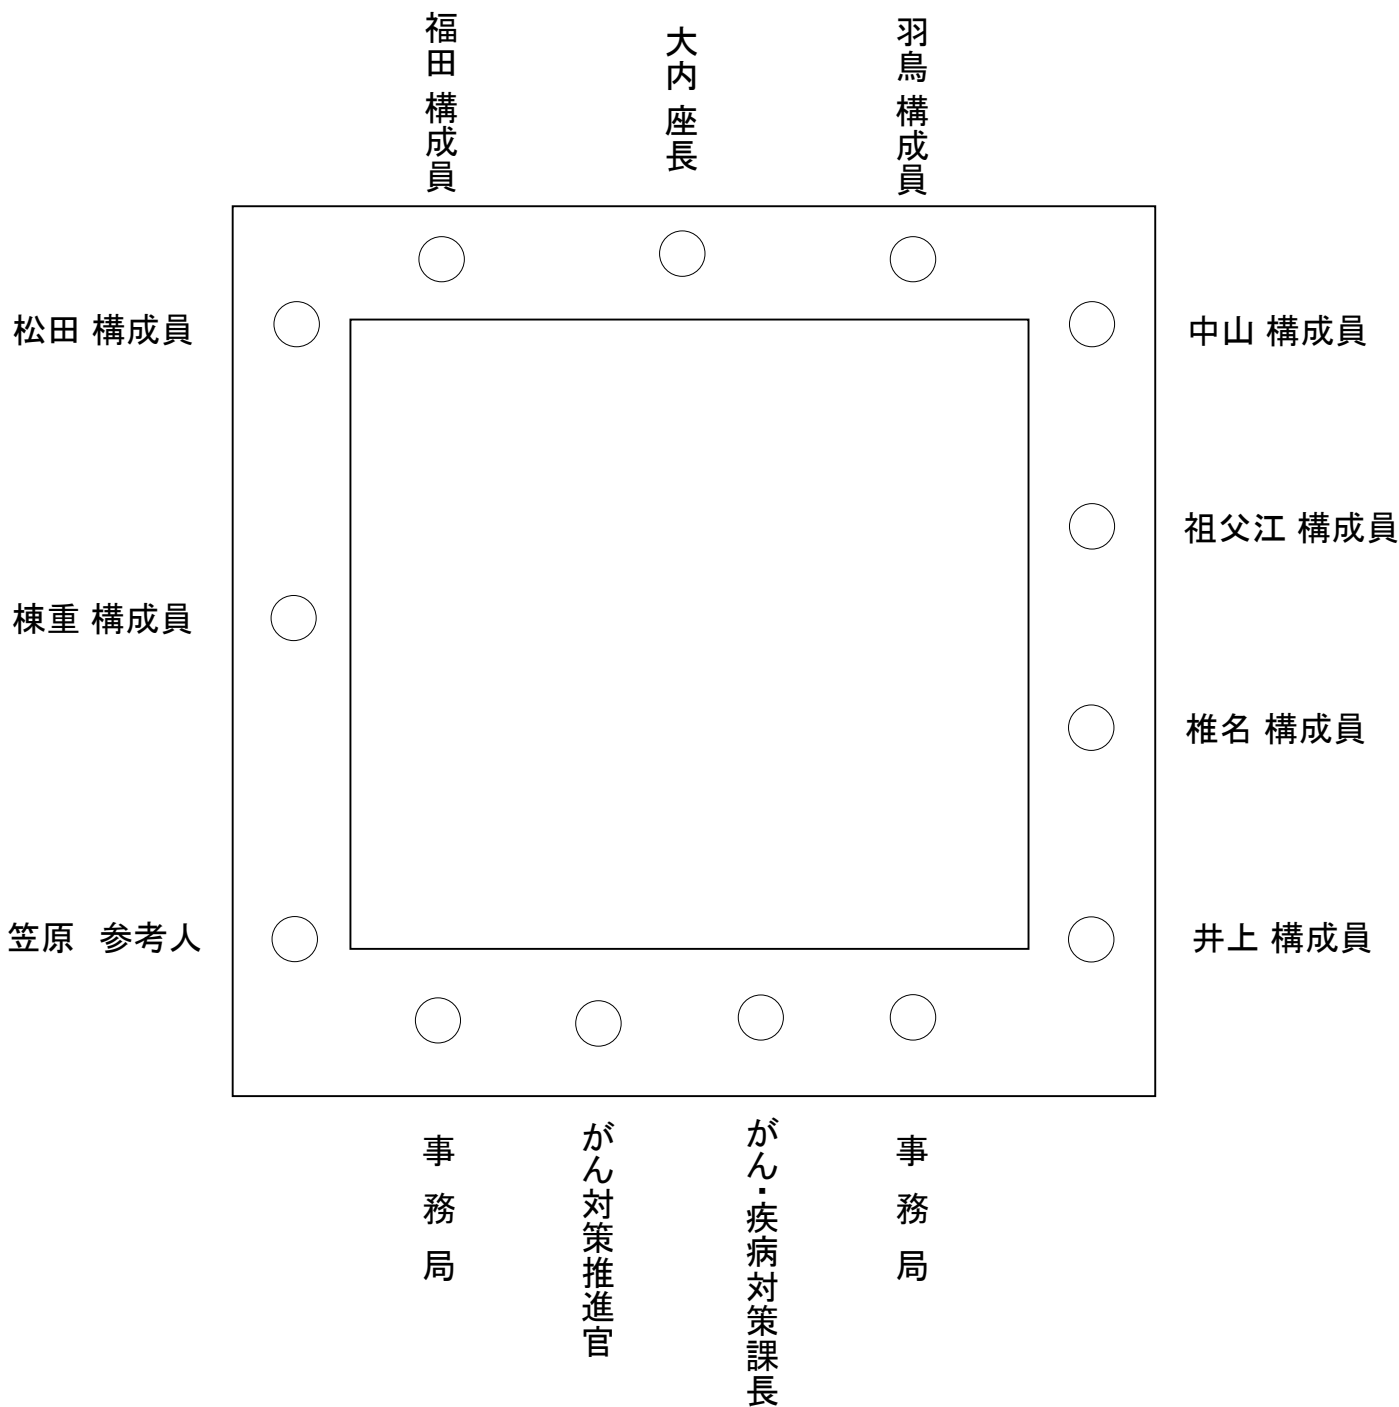 福田 構成員
大内 座長
羽鳥 構成員
松田 構成員
中山 構成員
祖父江 構成員
棟重 構成員
椎名 構成員
笠原　参考人
井上 構成員
事務局
がん対策推進官
がん・疾病対策課長
事務局